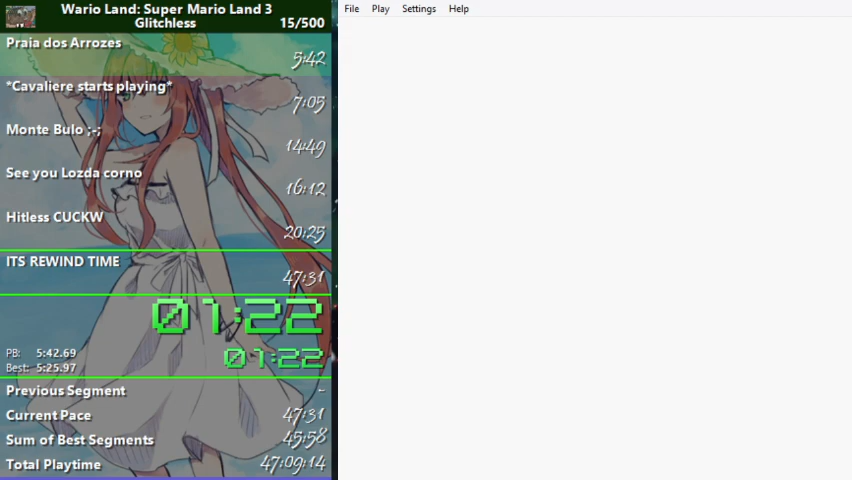 Wario Land: Super Mario Land 3
Glitchless 15/500
Praia dos Arrozes
5:42
*Cavaliere starts playing*
7:05
Monte Bulo ;-;
14:49
See you Lozda corno
16:12
Hitless CUCKW
20:25
ITS REWIND TIME
47:31
01:22
PB: 5:42.69
Best: 5:25.97
01:22
Previous Segment -
Current Pace 47:31
Sum of Best Segments 45:58
Total Playtime 47:09:14
File Play Settings Help